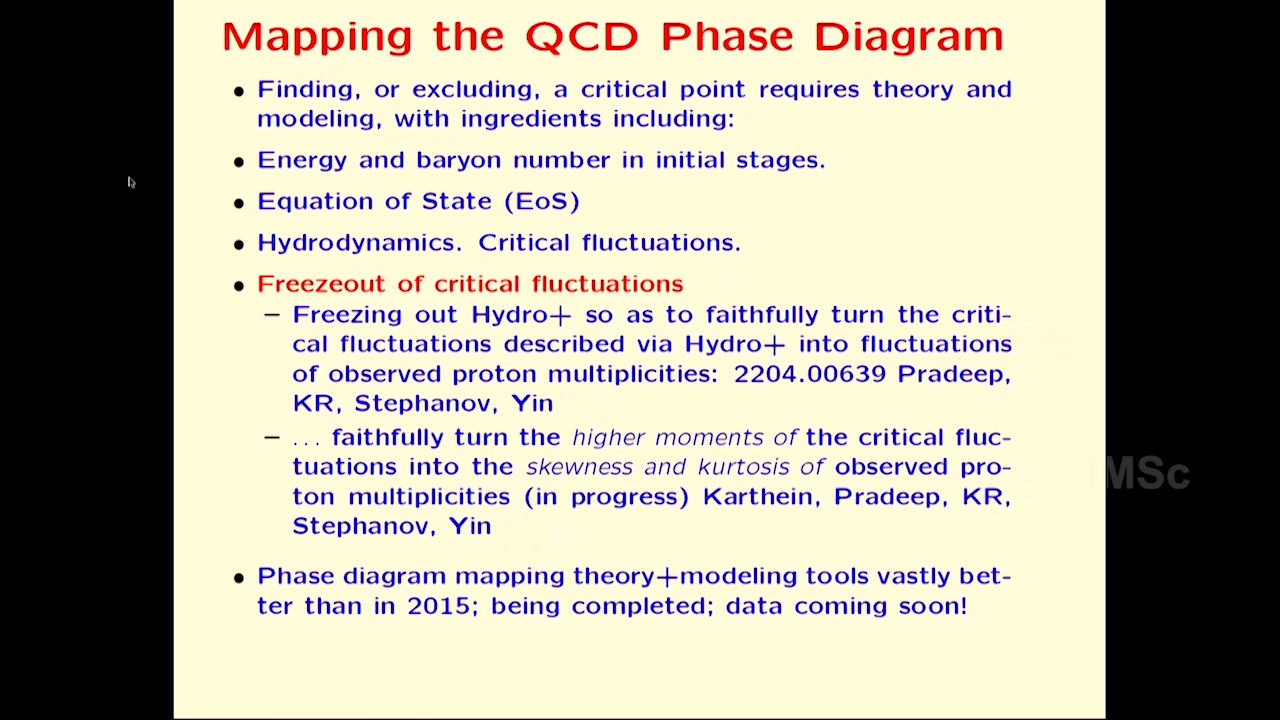 Mapping the QCD Phase Diagram
• Finding, or excluding, a critical point requires theory and
modeling, with ingredients including:
• Energy and baryon number in initial stages.
• Equation of State (EoS)
• Hydrodynamics. Critical fluctuations.
• Freezeout of critical fluctuations
– Freezing out Hydro+ so as to faithfully turn the criti-
cal fluctuations described via Hydro+ into fluctuations
of observed proton multiplicities: 2204.00639 Pradeep,
KR, Stephanov, Yin
– ... faithfully turn the higher moments of the critical fluc-
tuations into the skewness and kurtosis of observed pro-
ton multiplicities (in progress) Karthein, Pradeep, KR,
Stephanov, Yin
IMSc
• Phase diagram mapping theory+modeling tools vastly bet-
ter than in 2015; being completed; data coming soon!